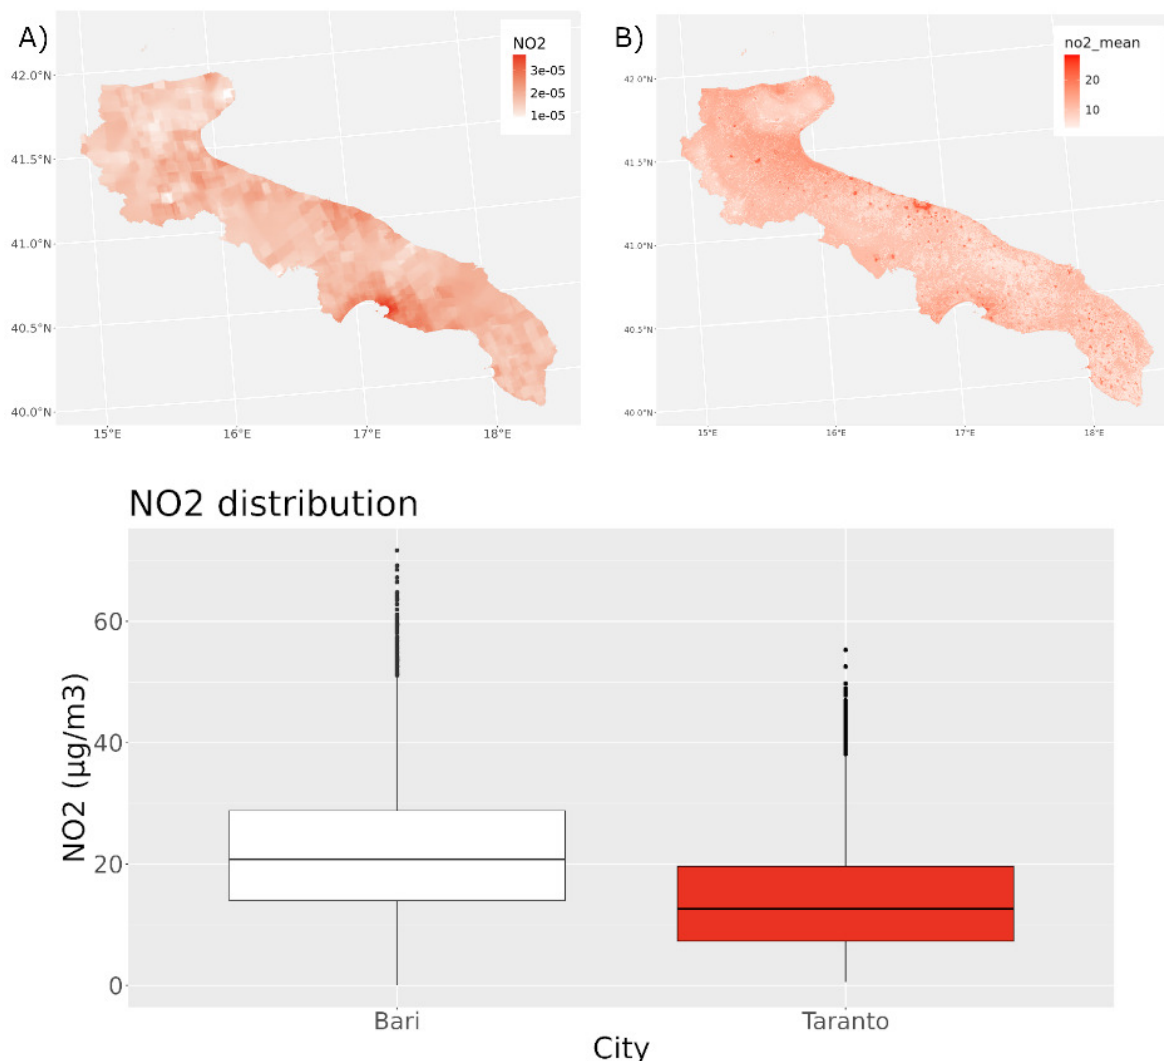 A)
NO2
3e-05
2e-05
1e-05
42.0°N
41.5°N
41.0°N
40.5°N
40.0°N
15°E
16°E
17°E
18°E
B)
no2_mean
20
10
42.0°N
41.5°N
41.0°N
40.5°N
40.0°N
15°E
16°E
17°E
18°E
NO2 distribution
NO2 (µg/m3)
60
40
20
0
Bari
Taranto
City